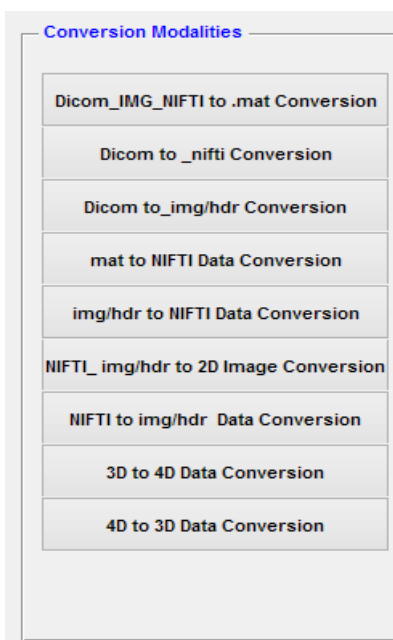 Conversion Modalities
Dicom_IMG_NIFTI to .mat Conversion
Dicom to _nifti Conversion
Dicom to_img/hdr Conversion
mat to NIFTI Data Conversion
img/hdr to NIFTI Data Conversion
NIFTI_ img/hdr to 2D Image Conversion
NIFTI to img/hdr  Data Conversion
3D to 4D Data Conversion
4D to 3D Data Conversion